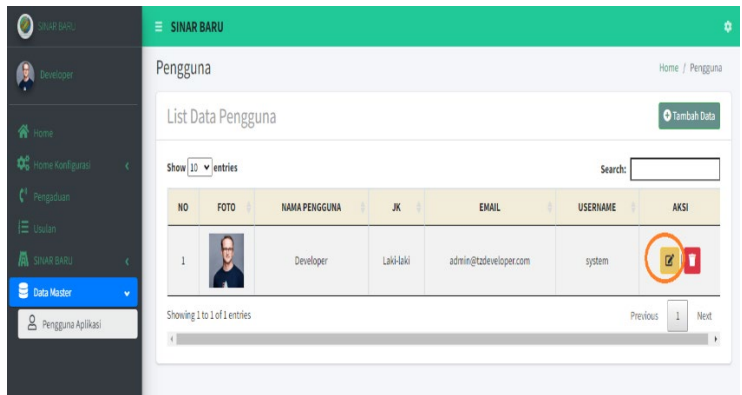 SINAR BARU
SINAR BARU
Developer
Pengguna
Home / Pengguna
Home
Home Konfigurasi
Pengaduan
Usulan
SINAR BARU
Data Master
Pengguna Aplikasi
List Data Pengguna
Tambah Data
Show 10 entries
Search:
NO FOTO NAMA PENGGUNA JK EMAIL USERNAME AKSI
1 Developer Laki-laki admin@tzdeveloper.com system
Showing 1 to 1 of 1 entries
Previous 1 Next